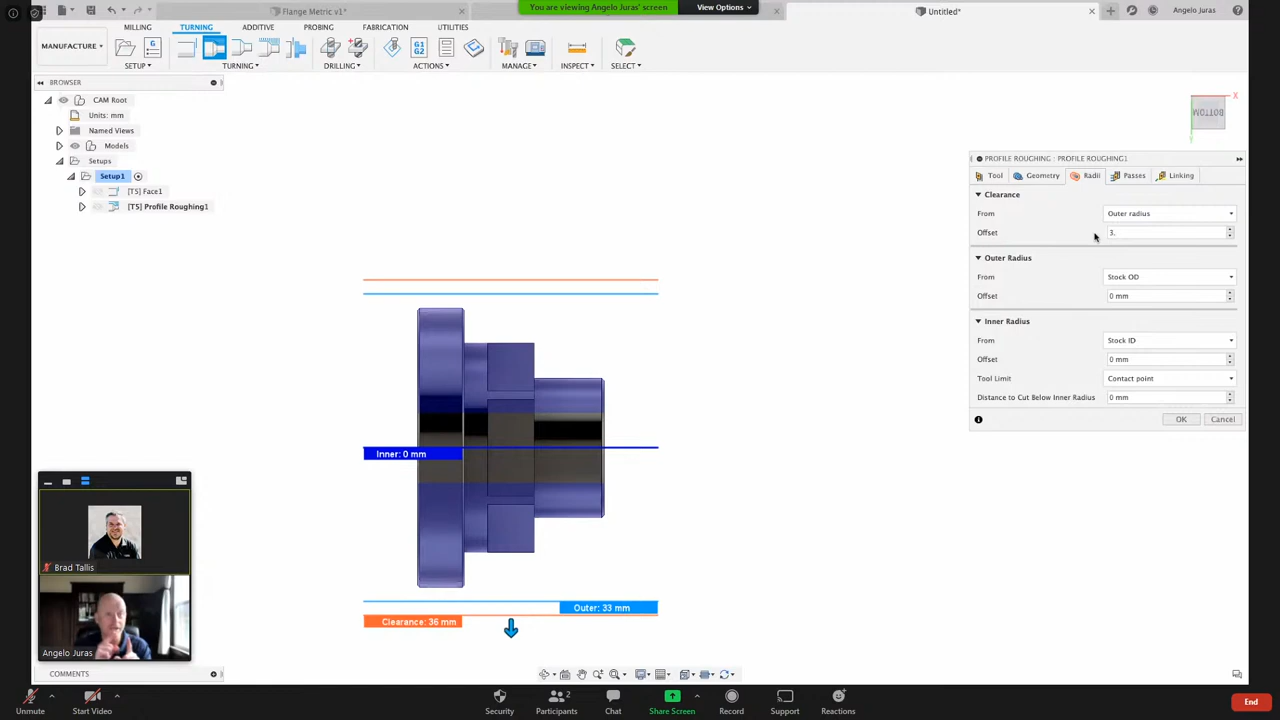 Flange Metric v1*
You are viewing Angelo Juras' screen
View Options
Untitled*
Angelo Juras
MANUFACTURE
MILLING
TURNING
ADDITIVE
PROBING
FABRICATION
UTILITIES
G
G1
G2
SETUP
TURNING
DRILLING
ACTIONS
MANAGE
INSPECT
SELECT
BROWSER
CAM Root
Units: mm
Named Views
Models
Setups
Setup1
[T5] Face1
[T5] Profile Roughing1
X
BOTTOM
Y
PROFILE ROUGHING : PROFILE ROUGHING1
Tool
Geometry
Radii
Passes
Linking
Clearance
From
Outer radius
Offset
3.
Outer Radius
From
Stock OD
Offset
0 mm
Inner Radius
From
Stock ID
Offset
0 mm
Tool Limit
Contact point
Distance to Cut Below Inner Radius
0 mm
OK
Cancel
Inner: 0 mm
Outer: 33 mm
Clearance: 36 mm
Brad Tallis
Angelo Juras
COMMENTS
Unmute
Start Video
Security
Participants
2
Chat
Share Screen
Record
Support
Reactions
End